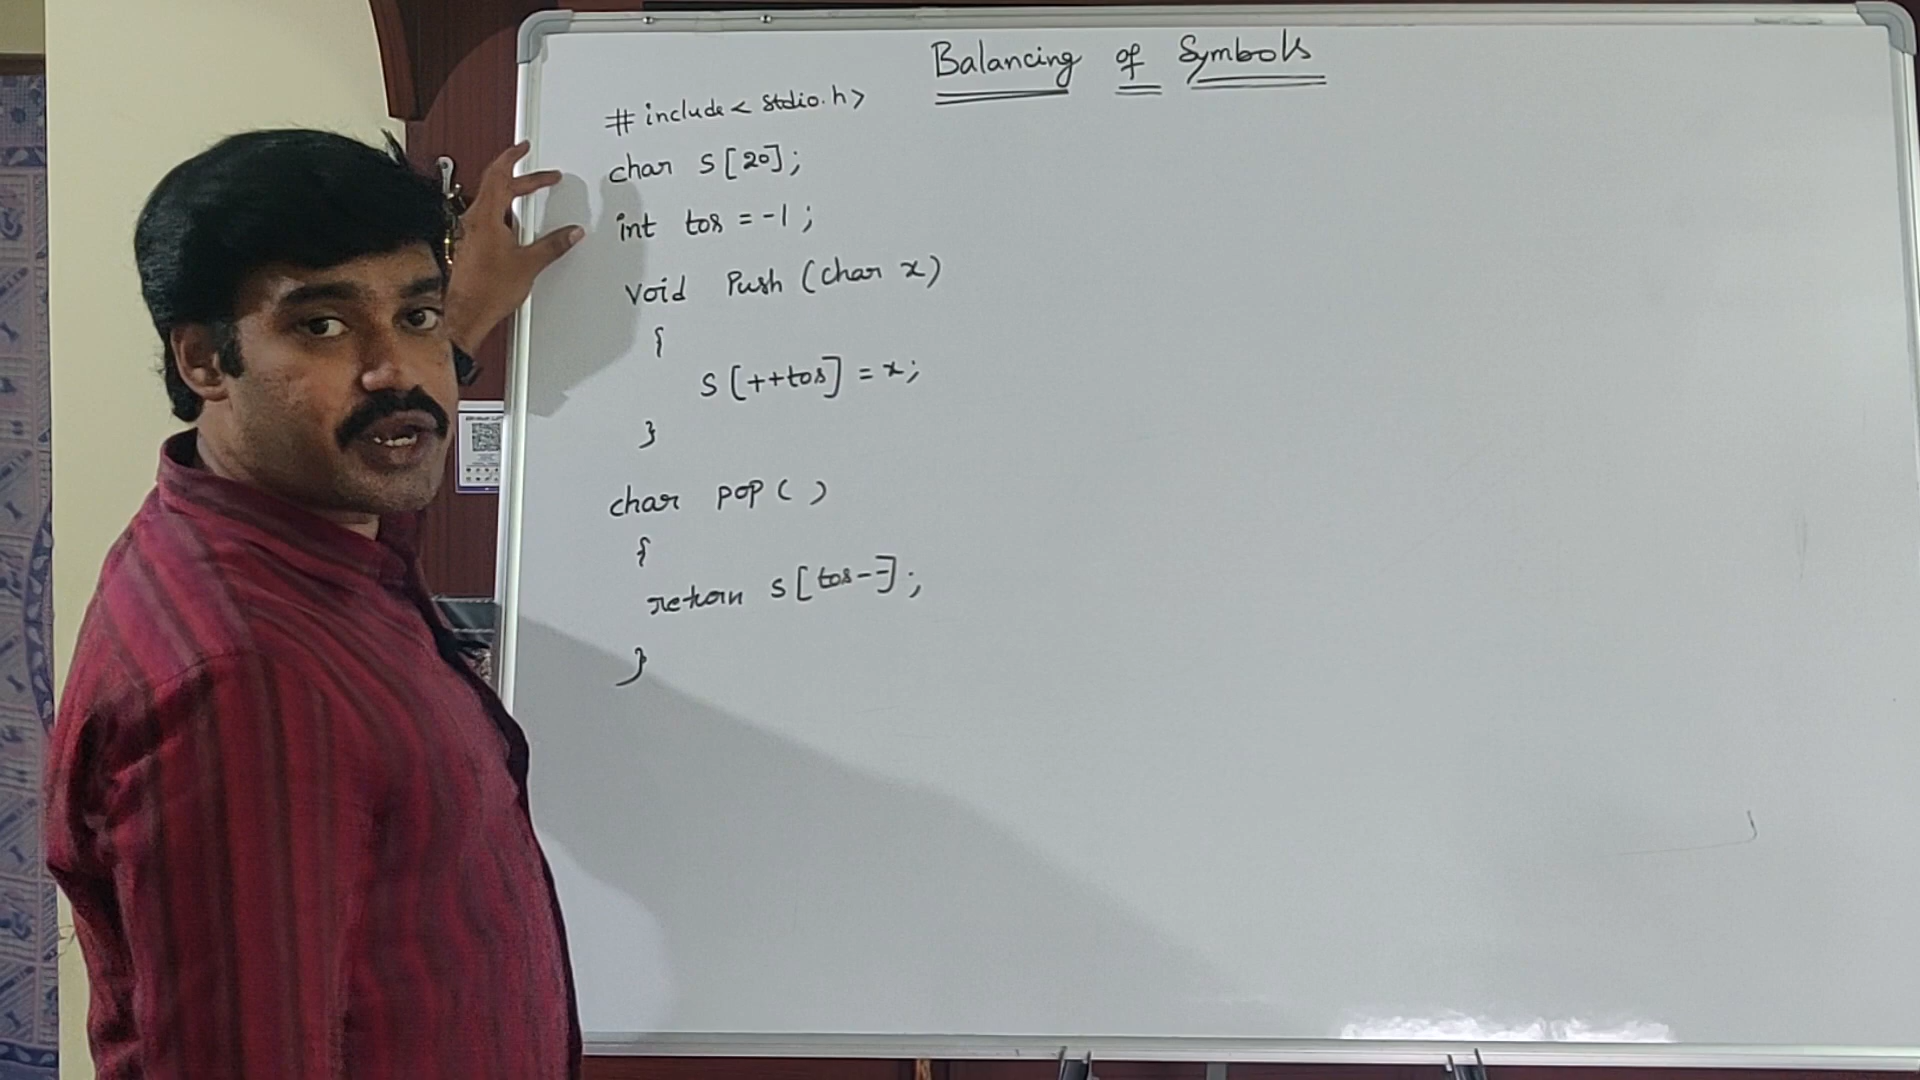 Balancing of Symbols
#include< stdio.h>
char s[20];
int tos = -1;
void Push (char x)
{
s[++tos] = x;
}
char pop( )
{
return s[tos--];
}